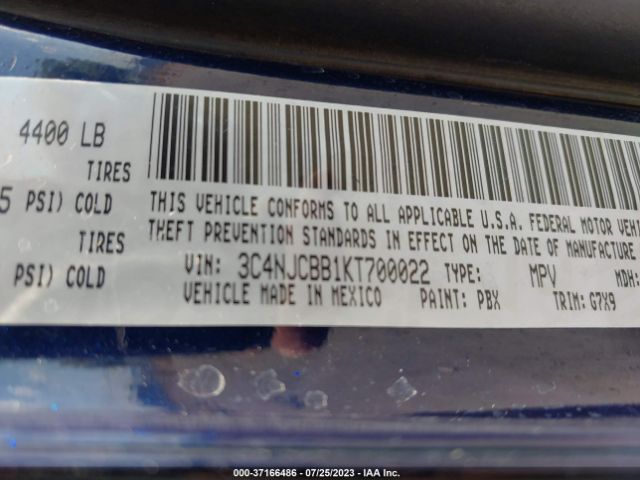 4400 LB
TIRES
5 PSI) COLD
TIRES
PSI) COLD
THIS VEHICLE CONFORMS TO ALL APPLICABLE U.S.A. FEDERAL MOTOR VEHI
THEFT PREVENTION STANDARDS IN EFFECT ON THE DATE OF MANUFACTURE
VIN: 3C4NJCBB1KT700022 TYPE: MPV MDH:
VEHICLE MADE IN MEXICO PAINT: PBX TRIM: G7X9
000-37166486 - 07/25/2023 - IAA Inc.